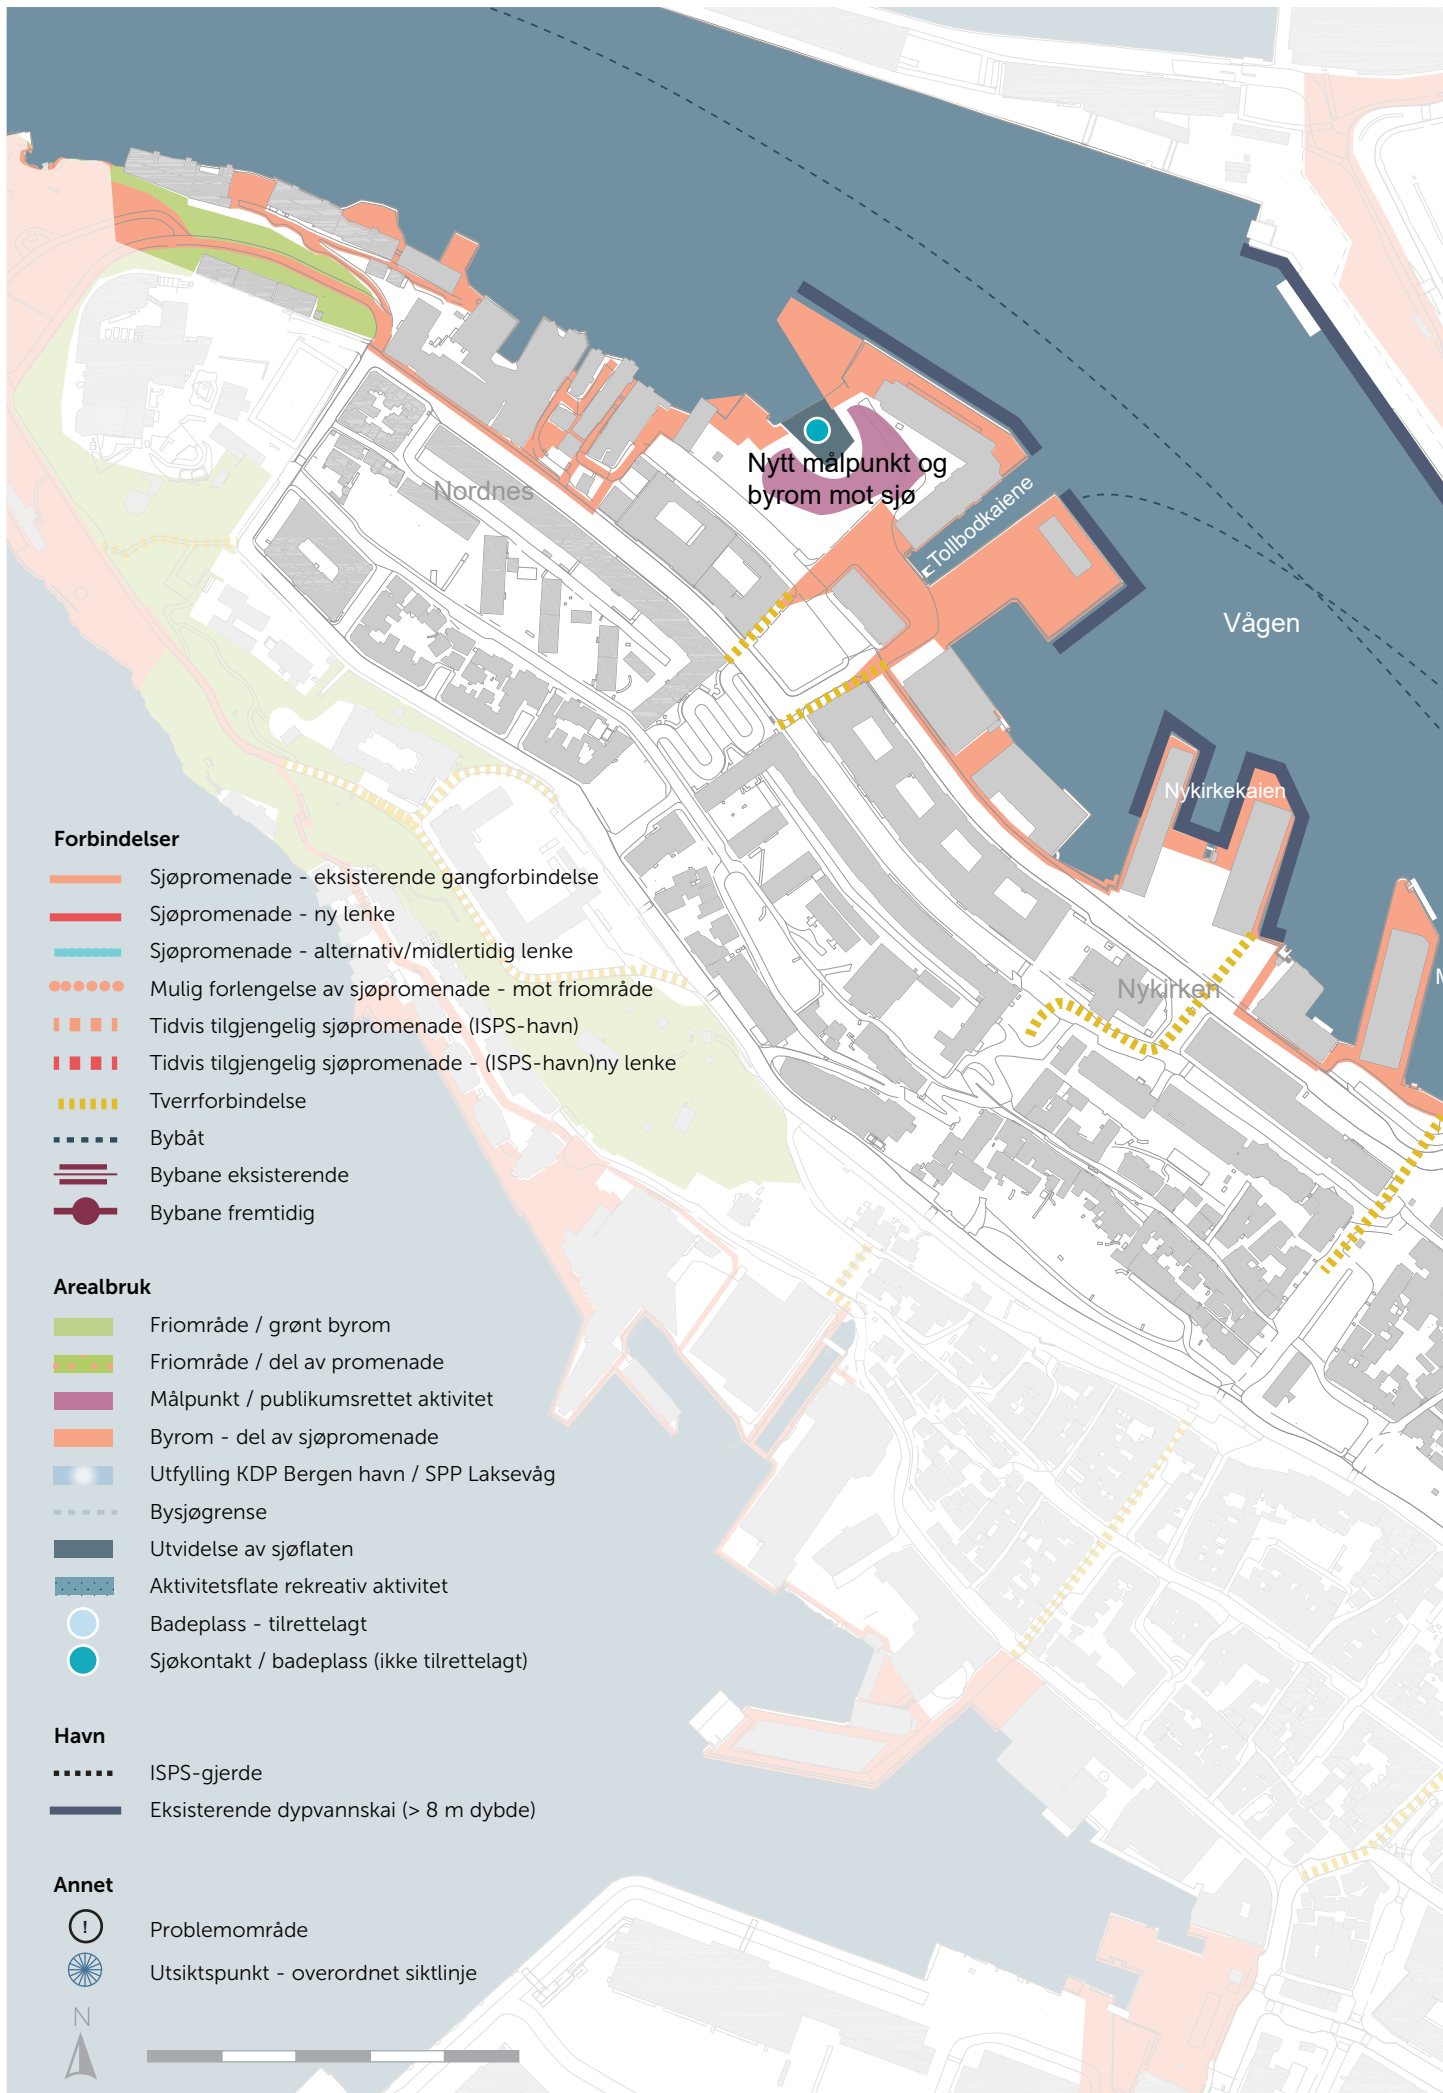 Nytt målpunkt og
byrom mot sjø
Nordnes
Tollbodkaiene
Vågen
Nykirkekaien
Nykirken
M
Forbindelser
Sjøpromenade - eksisterende gangforbindelse
Sjøpromenade - ny lenke
Sjøpromenade - alternativ/midlertidig lenke
Mulig forlengelse av sjøpromenade - mot friområde
Tidvis tilgjengelig sjøpromenade (ISPS-havn)
Tidvis tilgjengelig sjøpromenade - (ISPS-havn)ny lenke
Tverrforbindelse
Bybåt
Bybane eksisterende
Bybane fremtidig
Arealbruk
Friområde / grønt byrom
Friområde / del av promenade
Målpunkt / publikumsrettet aktivitet
Byrom - del av sjøpromenade
Utfylling KDP Bergen havn / SPP Laksevåg
Bysjøgrense
Utvidelse av sjøflaten
Aktivitetsflate rekreativ aktivitet
Badeplass - tilrettelagt
Sjøkontakt / badeplass (ikke tilrettelagt)
Havn
ISPS-gjerde
Eksisterende dypvannskai (> 8 m dybde)
Annet
! Problemområde
Utsiktspunkt - overordnet siktlinje
N